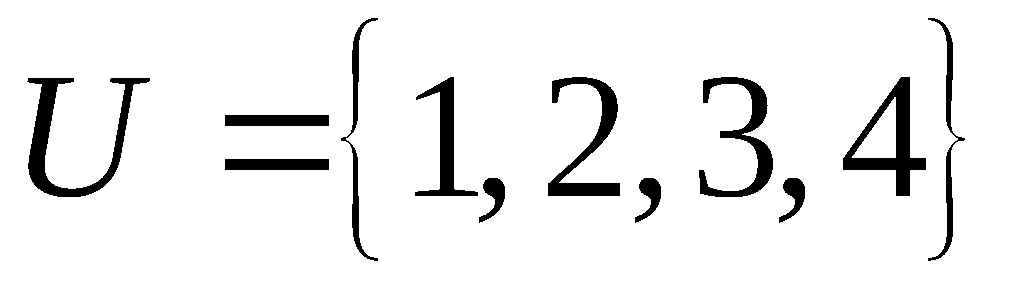 U = {1, 2, 3, 4}